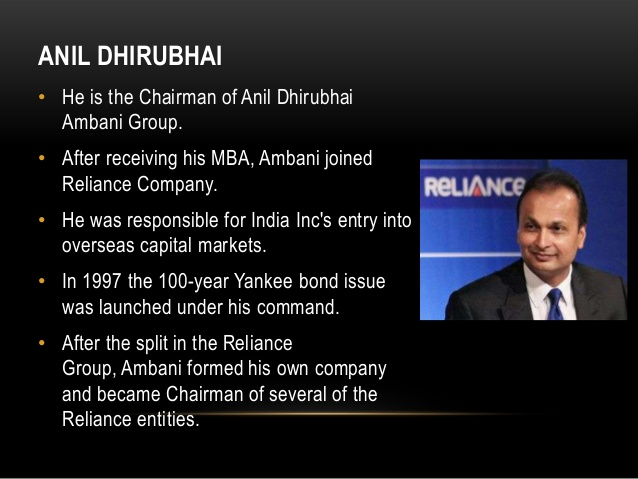 ANIL DHIRUBHAI
• He is the Chairman of Anil Dhirubhai
Ambani Group.
• After receiving his MBA, Ambani joined
Reliance Company.
• He was responsible for India Inc's entry into
overseas capital markets.
• In 1997 the 100-year Yankee bond issue
was launched under his command.
• After the split in the Reliance
Group, Ambani formed his own company
and became Chairman of several of the
Reliance entities.
RELIANCE